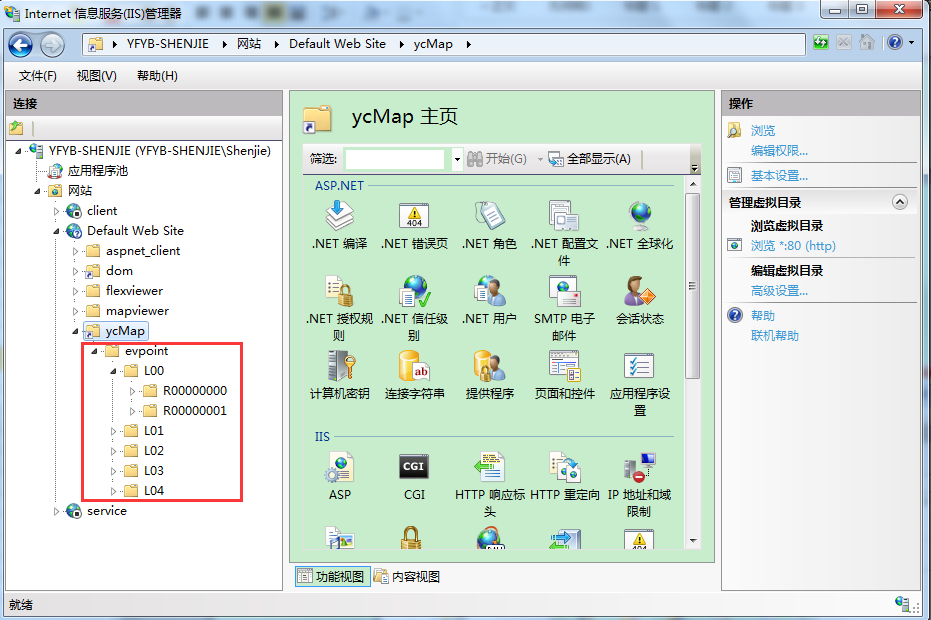 Internet 信息服务(IIS)管理器
YFYB-SHENJIE 网站 Default Web Site ycMap
文件(F) 视图(V) 帮助(H)
连接
YFYB-SHENJIE (YFYB-SHENJIE\Shenjie)
应用程序池
网站
client
Default Web Site
aspnet_client
dom
flexviewer
mapviewer
ycMap
evpoint
L00
R00000000
R00000001
L01
L02
L03
L04
service
ycMap 主页
筛选: 开始(G) 全部显示(A)
ASP.NET
.NET 编译 .NET 错误页 .NET 角色 .NET 配置文 .NET 全球化
件
.NET 授权规 .NET 信任级 .NET 用户 SMTP 电子 会话状态
则 别 邮件
计算机密钥 连接字符串 提供程序 页面和控件 应用程序设
置
IIS
ASP CGI HTTP 响应标 HTTP 重定向 IP 地址和域
头 限制
功能视图 内容视图
操作
浏览
编辑权限...
基本设置...
管理虚拟目录
浏览虚拟目录
浏览 *:80 (http)
编辑虚拟目录
高级设置...
帮助
联机帮助
就绪